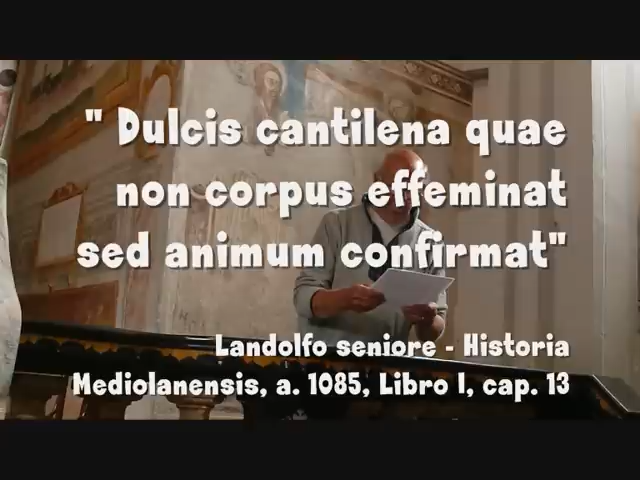 " Dulcis cantilena quae
non corpus effeminat
sed animum confirmat"
Landolfo seniore - Historia
Mediolanensis, a. 1085, Libro I, cap. 13